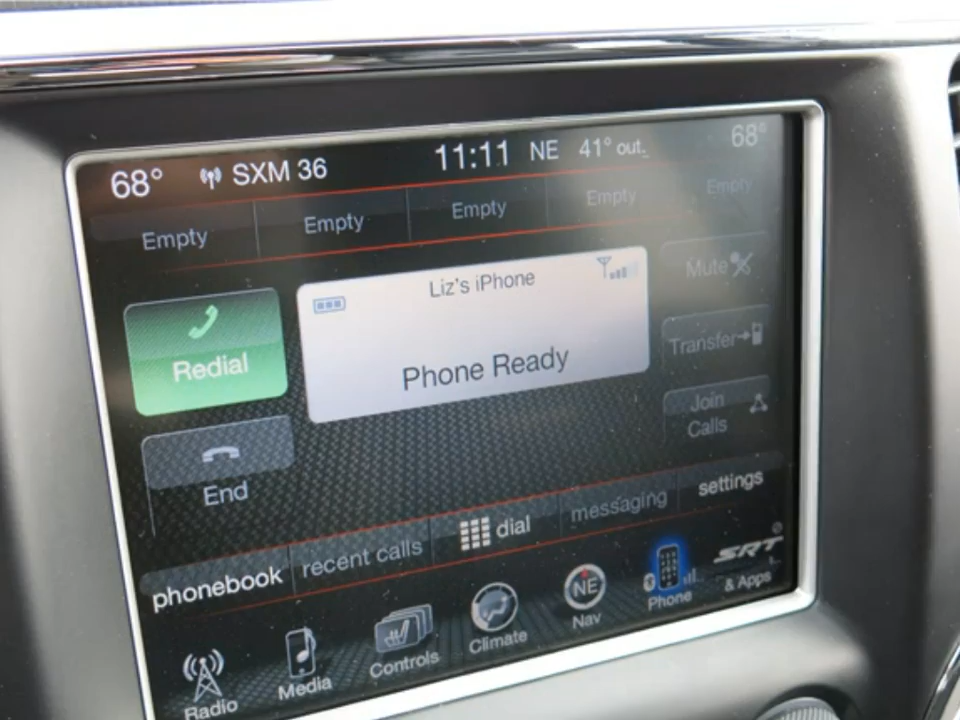 68° SXM 36 11:11 NE 41° out. 68°
Empty Empty Empty Empty Empty
Liz's iPhone
Phone Ready
Redial
End
Mute
Transfer
Join
Calls
phonebook recent calls dial messaging settings
Radio Media Controls Climate NE Nav Phone SRT & Apps